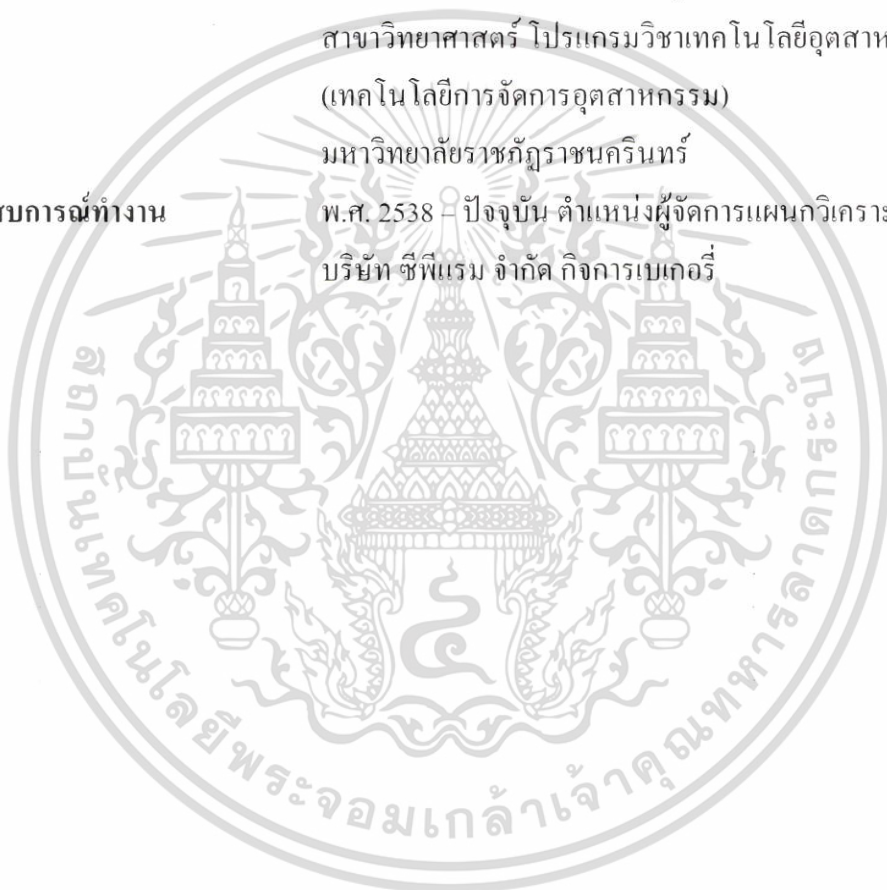 สาขาวิทยาศาสตร์ โปรแกรมวิชาเทคโนโลยีอุตสาห
(เทคโนโลยีการจัดการอุตสาหกรรม)
มหาวิทยาลัยราชภัฏราชนครินทร์
สบการณ์ทำงาน พ.ศ. 2538 – ปัจจุบัน ตำแหน่งผู้จัดการแผนกวิเคราะ
บริษัท ซีพีแรม จำกัด กิจการเบเกอรี่
สถาบันเทคโนโลยีพระจอมเกล้าเจ้าคุณทหารลาดกระบัง